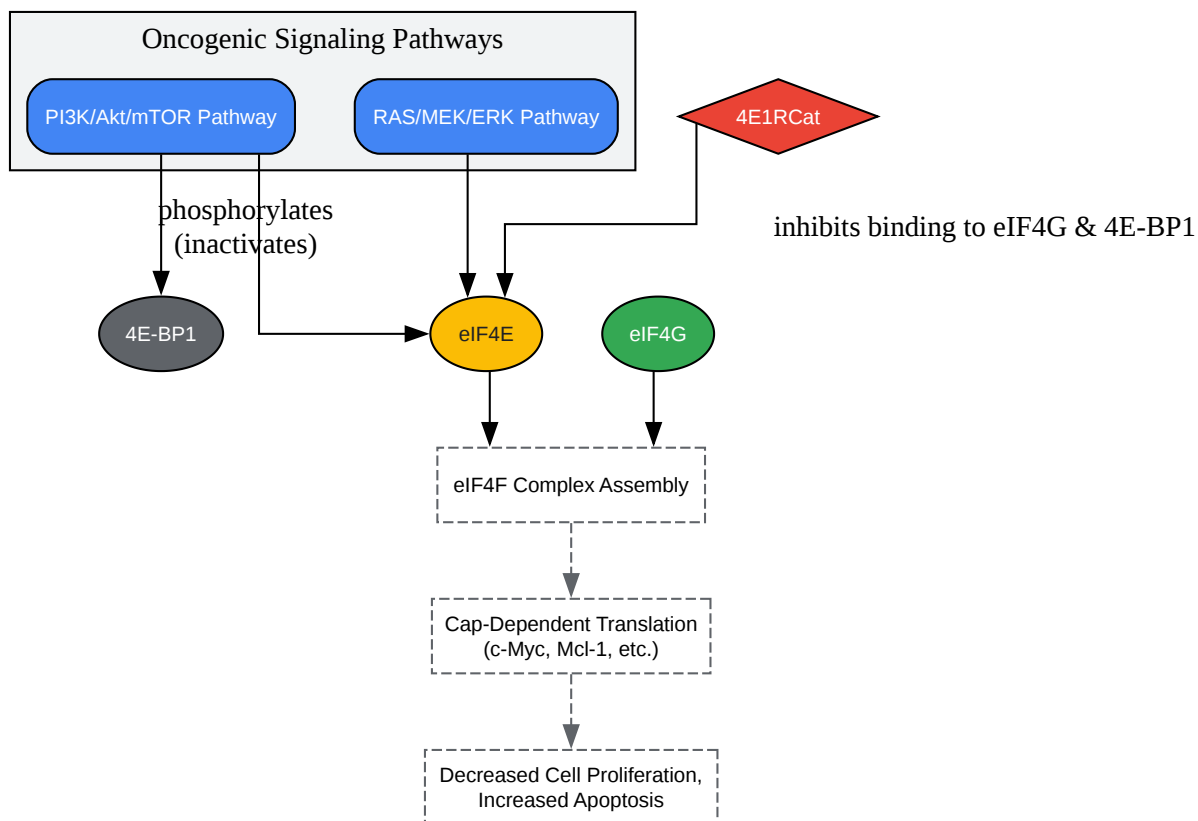 Oncogenic Signaling Pathways
PI3K/Akt/mTOR Pathway
RAS/MEK/ERK Pathway
4E1RCat
phosphorylates
(inactivates)
inhibits binding to eIF4G & 4E-BP1
4E-BP1
eIF4E
eIF4G
eIF4F Complex Assembly
Cap-Dependent Translation
(c-Myc, Mcl-1, etc.)
Decreased Cell Proliferation,
Increased Apoptosis